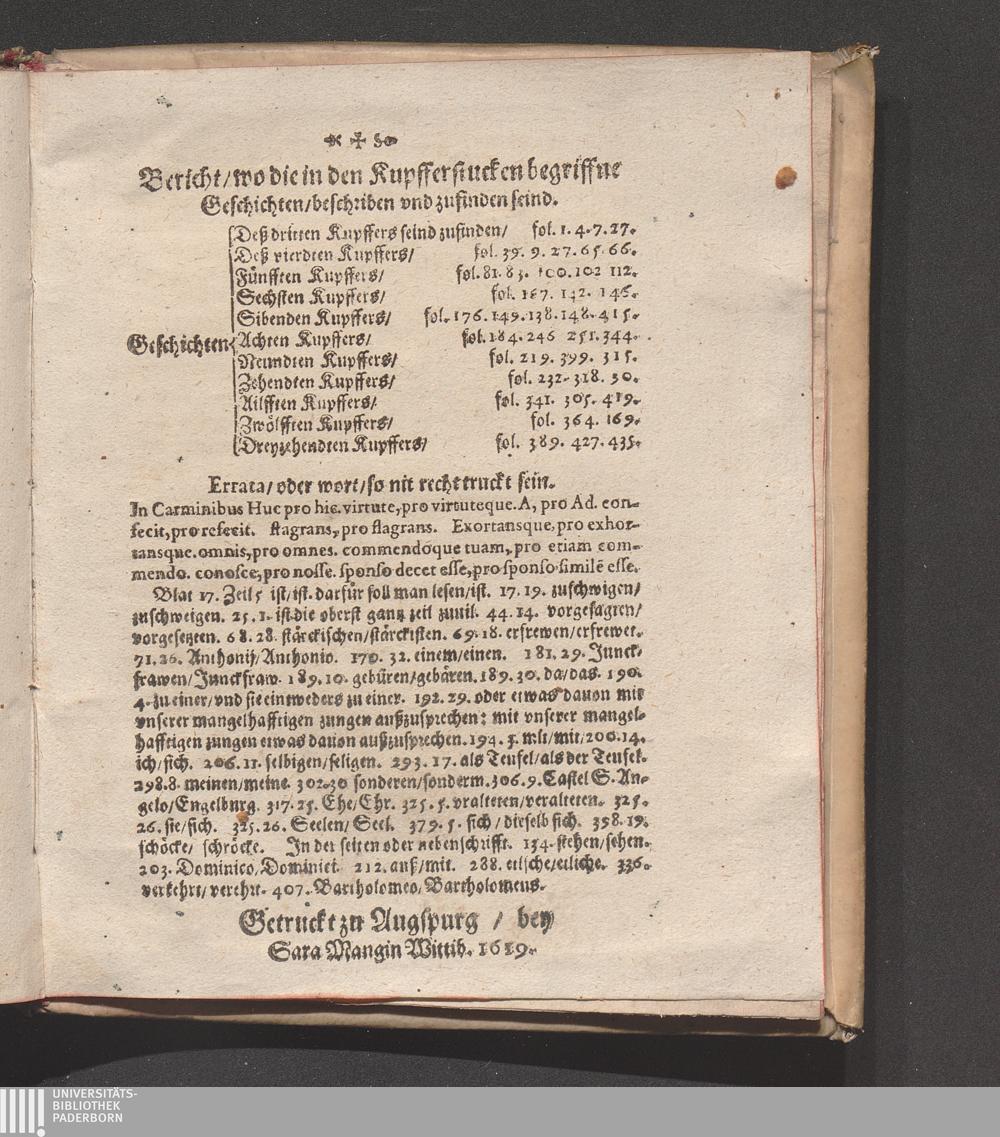 Bericht/wo die in den Kupfferstucken begriffne
Geschichten/beschriben vnd zufinden seind.
Deß dritten Kupffers seind zufinden/ fol. 1. 4. 7. 27.
Deß vierdten Kupffers/ fol. 39. 9. 27. 65. 66.
Fünfften Kupffers/ fol. 81. 83. 100. 102 112.
Sechsten Kupffers/ fol. 167. 142. 146.
Sibenden Kupffers/ fol. 176. 149. 138. 148. 415.
Geschichten Achten Kupffers/ fol. 184. 246 251. 344.
Neundten Kupffers/ fol. 219. 399. 315.
Zehendten Kupffers/ fol. 232. 318. 50.
Ailfften Kupffers/ fol. 341. 305. 419.
Zwölfften Kupffers/ fol. 364. 169.
Dreyzehendten Kupffers/ fol. 389. 427. 435.
Errata/ oder wort/ so nit recht truckt sein.
In Carminibus Huc pro hic. virtute, pro virtuteque. A, pro Ad. con-
fecit, pro refecit. stagrans, pro flagrans. Exortansque, pro exhor-
tansque. omnis, pro omnes. commendoque tuam, pro etiam com-
mendo. conosce, pro nosse. sponso decet esse, pro sponso similē esse.
Blat 17. Zeil 5 ist/ist. darfür soll man lesen/ist. 17. 19. zuschwigen/
zuschweigen. 25. 1. ist die oberst gantz zeil zuuil. 44. 14. vorgesagten/
vorgesetzten. 68. 28. stärckischen/stärckisten. 69. 18. erfrewen/erfrewet.
71. 26. Anthonij/Anthonio. 170. 32. einem/einen. 181. 29. Junck-
frawen/Junckfraw. 189. 10. gebüren/gebären. 189. 30. da/das. 190.
4. zu einer/vnd sie eintweders zu einer. 192. 29. oder etwas dauon mit
vnserer mangelhafftigen zungen außzusprechen: mit vnserer mangel-
hafftigen zungen etwas dauon außzusprechen. 194. 3. mlt/mit/200. 14.
ich/sich. 206. 11. selbigen/seligen. 293. 17. als Teufel/als der Teufel.
298. 8. meinen/meine. 302. 30 sonderen/sonderm. 306. 9. Castel S. An-
gelo/Engelburg. 317. 25. Ehe/Ehr. 325. 5. vralteten/veralteten. 325.
26. sie/sich. 325. 26. Seelen/ Seel. 379. 5. sich/ dieselb sich. 398. 19.
schöcke/ schröcke. In der seiten oder nebenschrifft. 154. stehen/sehen.
203. Dominico/Dominici. 212. auß/mit. 288. etlsche/etliche. 336.
verkehrt/ verehrt. 407. Bartholomeo/Bartholomeus.
Getruckt zu Augspurg / bey
Sara Mangin Wittib. 1619.
UNIVERSITÄTS-
BIBLIOTHEK
PADERBORN